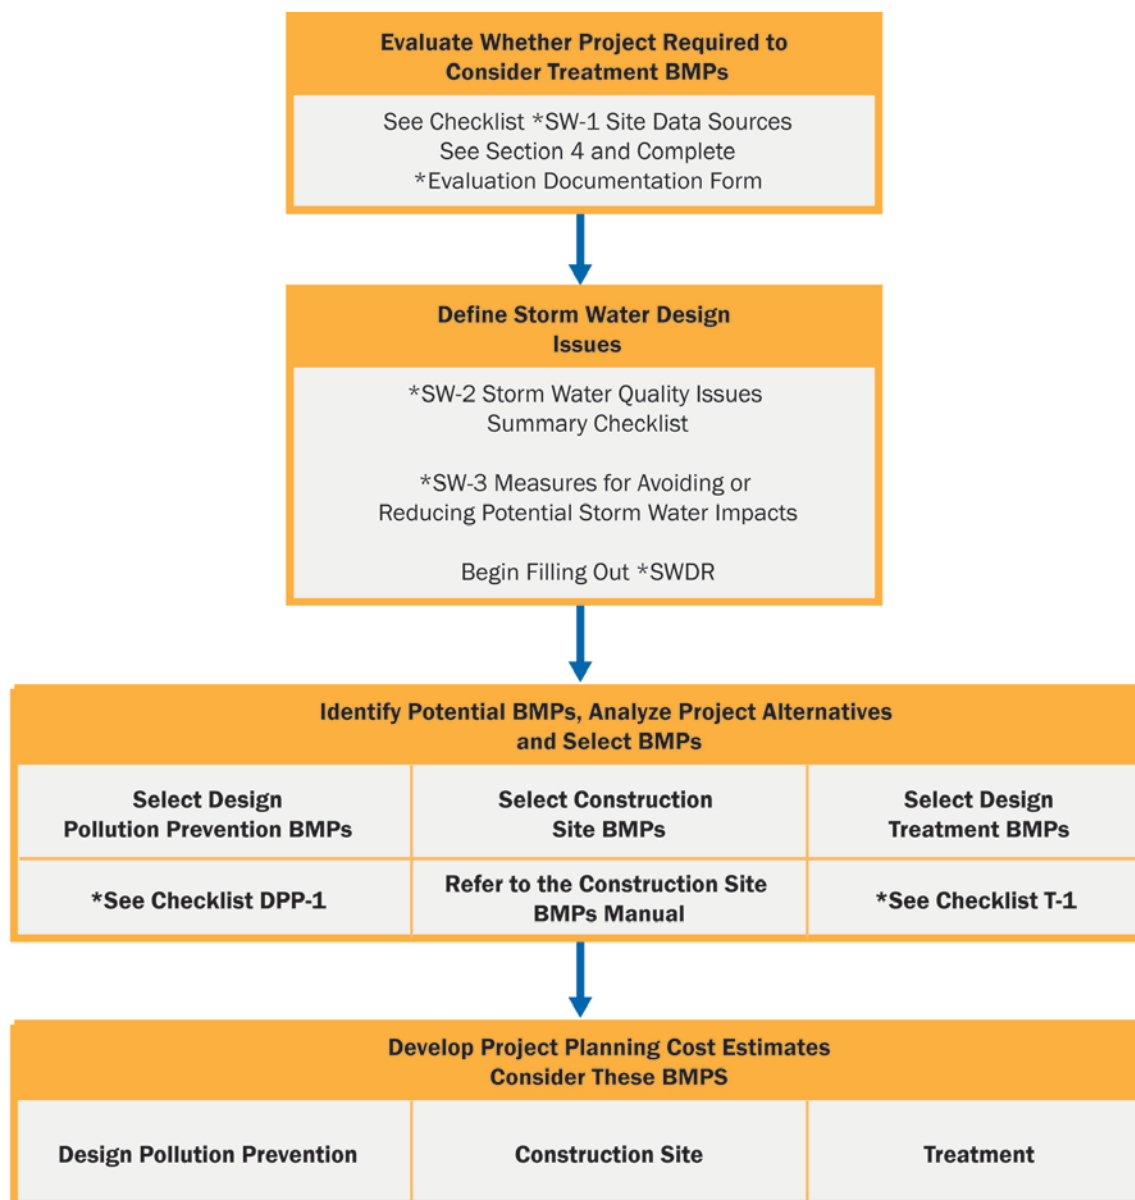 Evaluate Whether Project Required to
Consider Treatment BMPs
See Checklist *SW-1 Site Data Sources
See Section 4 and Complete
*Evaluation Documentation Form
Define Storm Water Design
Issues
*SW-2 Storm Water Quality Issues
Summary Checklist
*SW-3 Measures for Avoiding or
Reducing Potential Storm Water Impacts
Begin Filling Out *SWDR
Identify Potential BMPs, Analyze Project Alternatives
and Select BMPs
Select Design
Pollution Prevention BMPs
Select Construction
Site BMPs
Select Design
Treatment BMPs
*See Checklist DPP-1
Refer to the Construction Site
BMPs Manual
*See Checklist T-1
Develop Project Planning Cost Estimates
Consider These BMPS
Design Pollution Prevention
Construction Site
Treatment